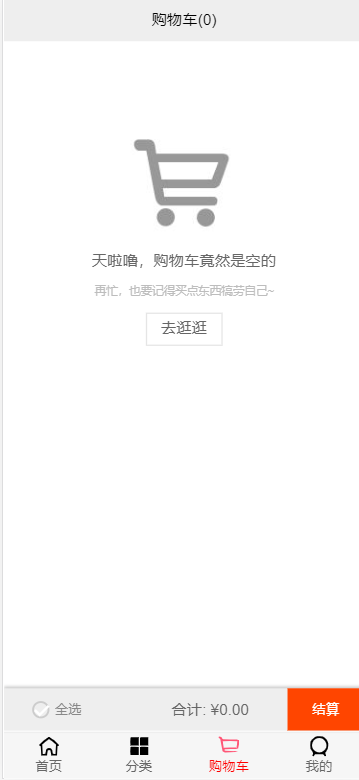 购物车(0)
天啦噜，购物车竟然是空的
再忙，也要记得买点东西犒劳自己~
去逛逛
全选 合计: ¥0.00 结算
首页 分类 购物车 我的